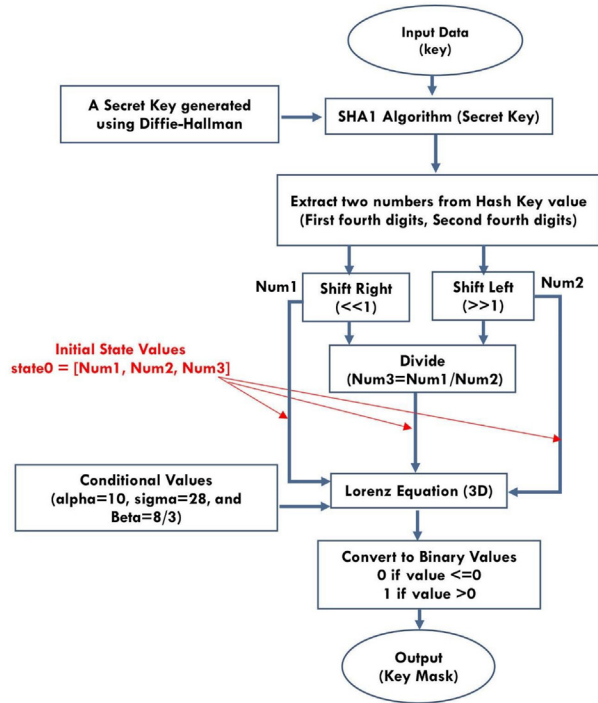 Input Data
(key)
A Secret Key generated
using Diffie-Hallman
SHA1 Algorithm (Secret Key)
Extract two numbers from Hash Key value
(First fourth digits, Second fourth digits)
Num1
Shift Right
(<<1)
Shift Left
(>>1)
Num2
Initial State Values
state0 = [Num1, Num2, Num3]
Divide
(Num3=Num1/Num2)
Conditional Values
(alpha=10, sigma=28, and
Beta=8/3)
Lorenz Equation (3D)
Convert to Binary Values
0 if value <=0
1 if value >0
Output
(Key Mask)